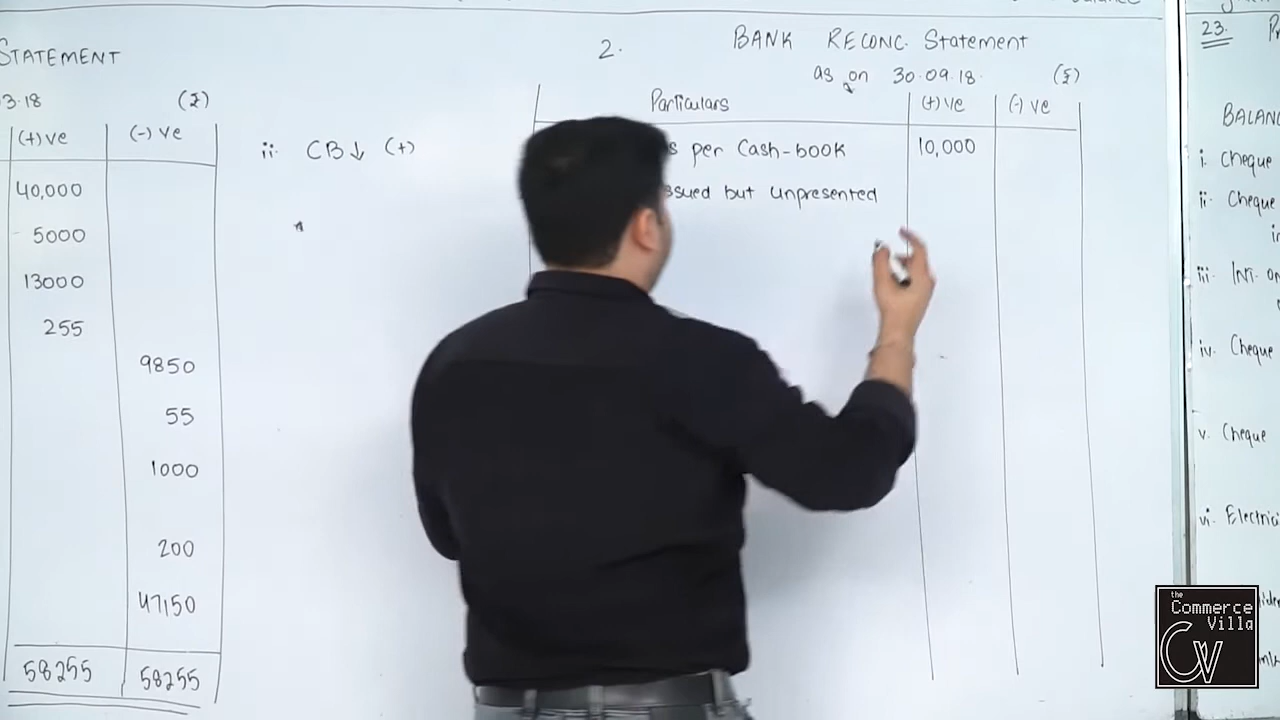 STATEMENT
3.18 (₹)
(+)ve (-)ve
40,000
5000
13000
255
9850
55
1000
200
47150
58255 58255
ii. CB↓ (+)
2. BANK RECONC. Statement
as on 30.09.18. (₹)
Particulars (+)ve (-)ve
s per Cash-book 10,000
ssued but unpresented
23.
BALANC
i. Cheque
ii. Cheque
iii. Int. on
iv. Cheque
v. Cheque
vi. Electric
the
Commerce
Villa
CV